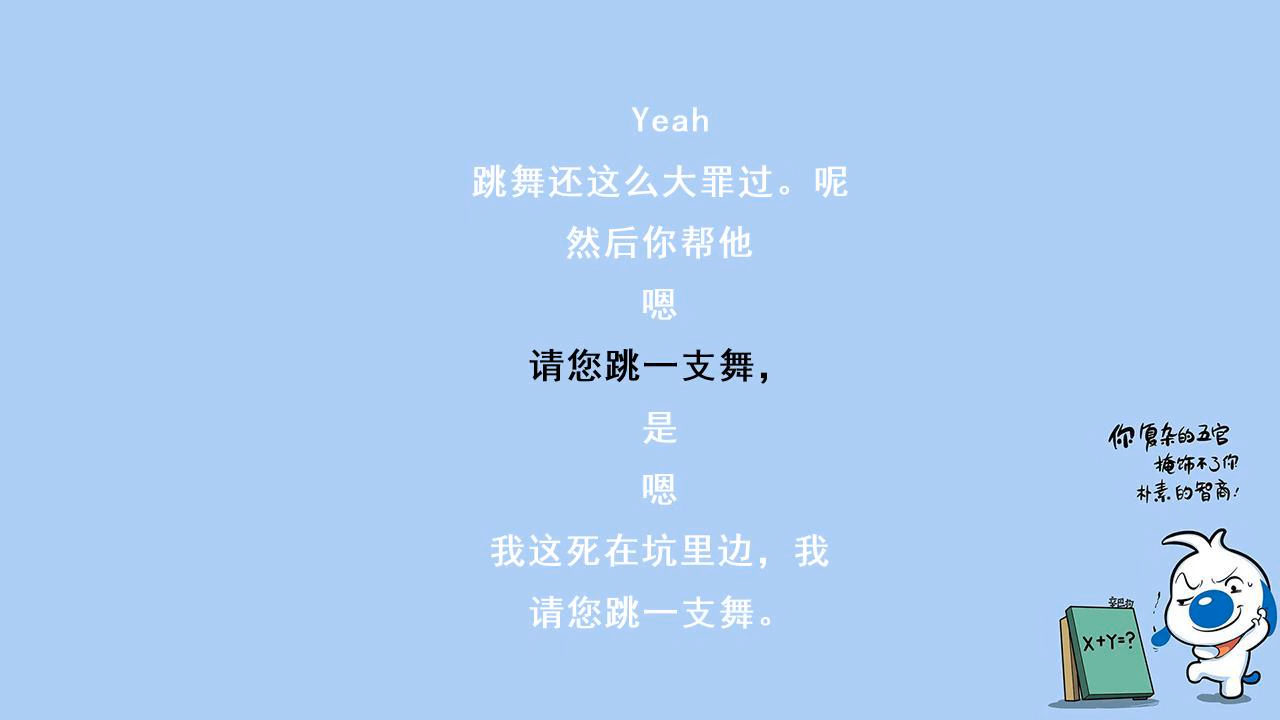 Yeah
跳舞还这么大罪过。呢
然后你帮他
嗯
请您跳一支舞，
是
嗯
我这死在坑里边，我
请您跳一支舞。
你复杂的五官
掩饰不了你
朴素的智商！
X+Y=?